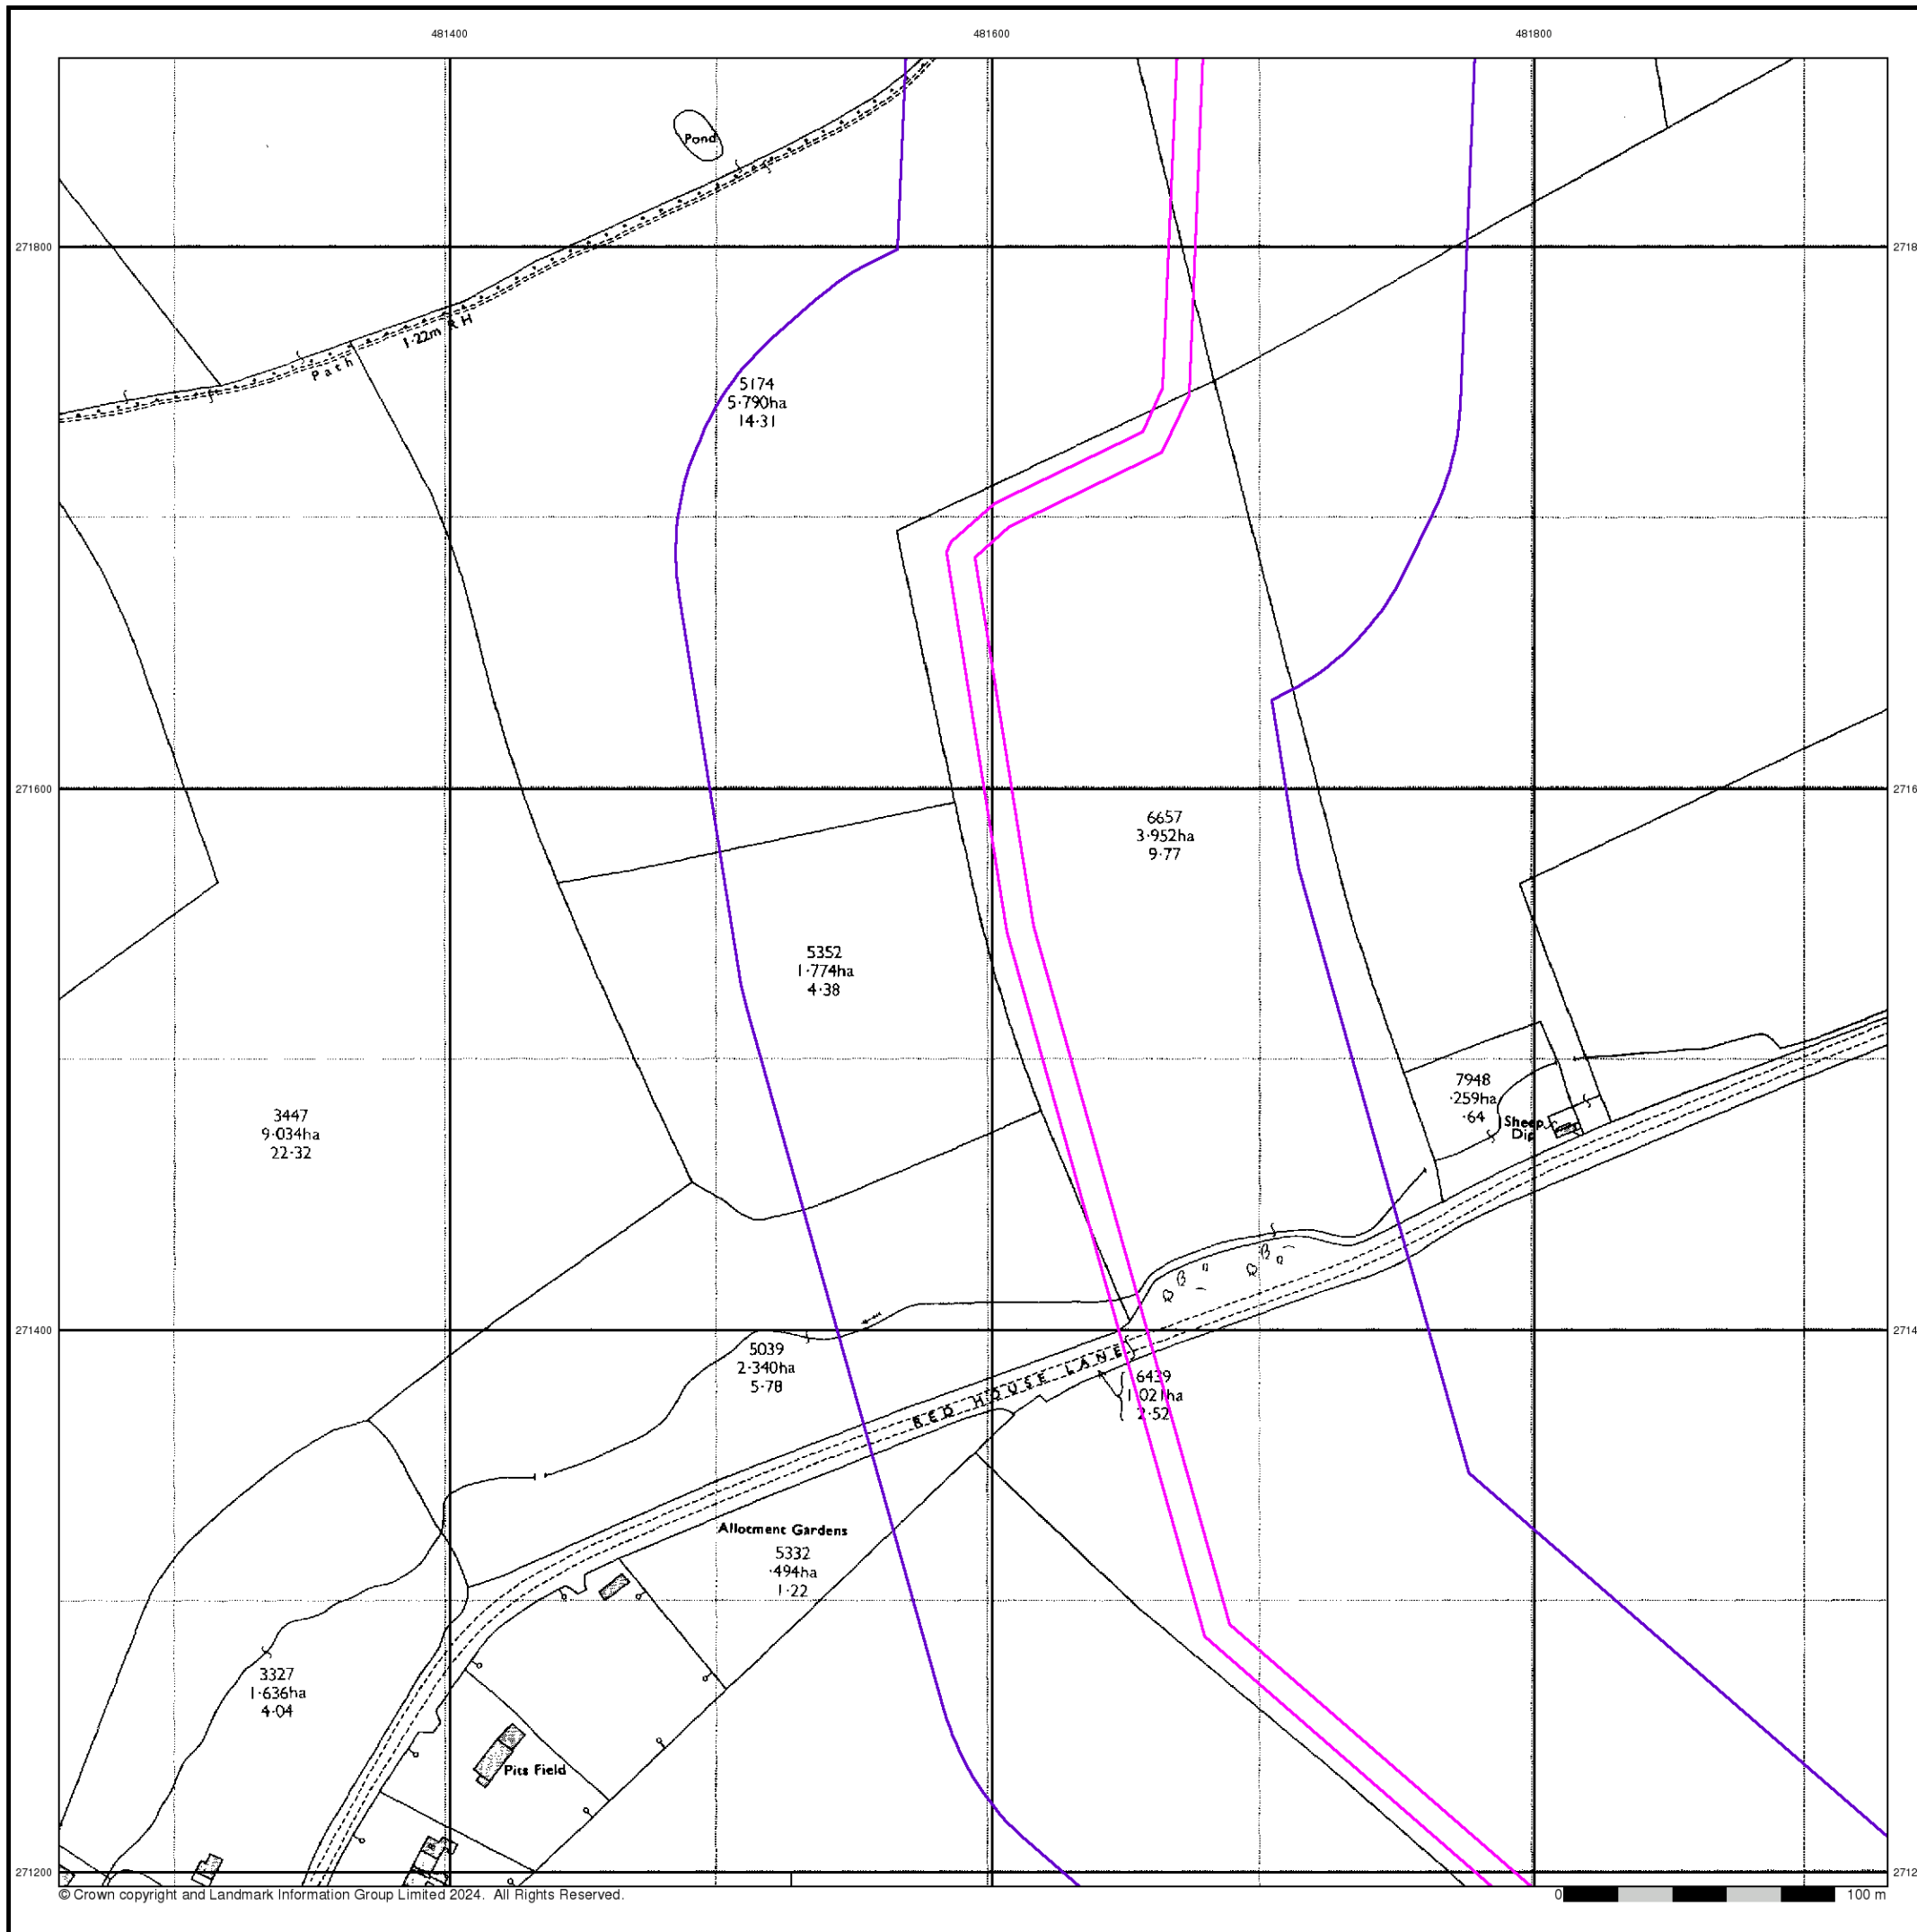 481400
481600
481800
Pond
271800
2718
1·22m RH
Path
5174
5·790ha
14·31
271600
2716
6657
3·952ha
9·77
5352
1·774ha
4·38
3447
9·034ha
22·32
7948
·259ha
·64
Sheep
Dip
271400
2714
5039
2·340ha
5·78
RED HOUSE LANE
6439
1·021ha
2·52
Allotment Gardens
5332
·494ha
1·22
3327
1·636ha
4·04
Pits Field
271200
2712
© Crown copyright and Landmark Information Group Limited 2024. All Rights Reserved.
0
100 m